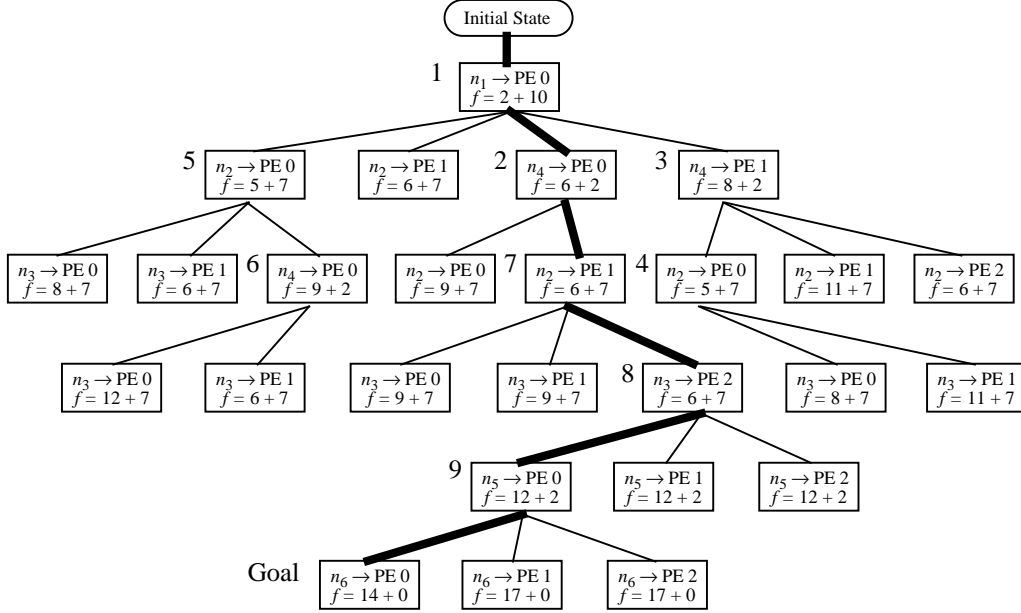 Initial State
1
n₁ → PE 0
f = 2 + 10
5
n₂ → PE 0
f = 5 + 7
n₂ → PE 1
f = 6 + 7
2
n₄ → PE 0
f = 6 + 2
3
n₄ → PE 1
f = 8 + 2
n₃ → PE 0
f = 8 + 7
n₃ → PE 1
f = 6 + 7
6
n₄ → PE 0
f = 9 + 2
n₂ → PE 0
f = 9 + 7
7
n₂ → PE 1
f = 6 + 7
4
n₂ → PE 0
f = 5 + 7
n₂ → PE 1
f = 11 + 7
n₂ → PE 2
f = 6 + 7
n₃ → PE 0
f = 12 + 7
n₃ → PE 1
f = 6 + 7
n₃ → PE 0
f = 9 + 7
n₃ → PE 1
f = 9 + 7
8
n₃ → PE 2
f = 6 + 7
n₃ → PE 0
f = 8 + 7
n₃ → PE 1
f = 11 + 7
9
n₅ → PE 0
f = 12 + 2
n₅ → PE 1
f = 12 + 2
n₅ → PE 2
f = 12 + 2
Goal
n₆ → PE 0
f = 14 + 0
n₆ → PE 1
f = 17 + 0
n₆ → PE 2
f = 17 + 0